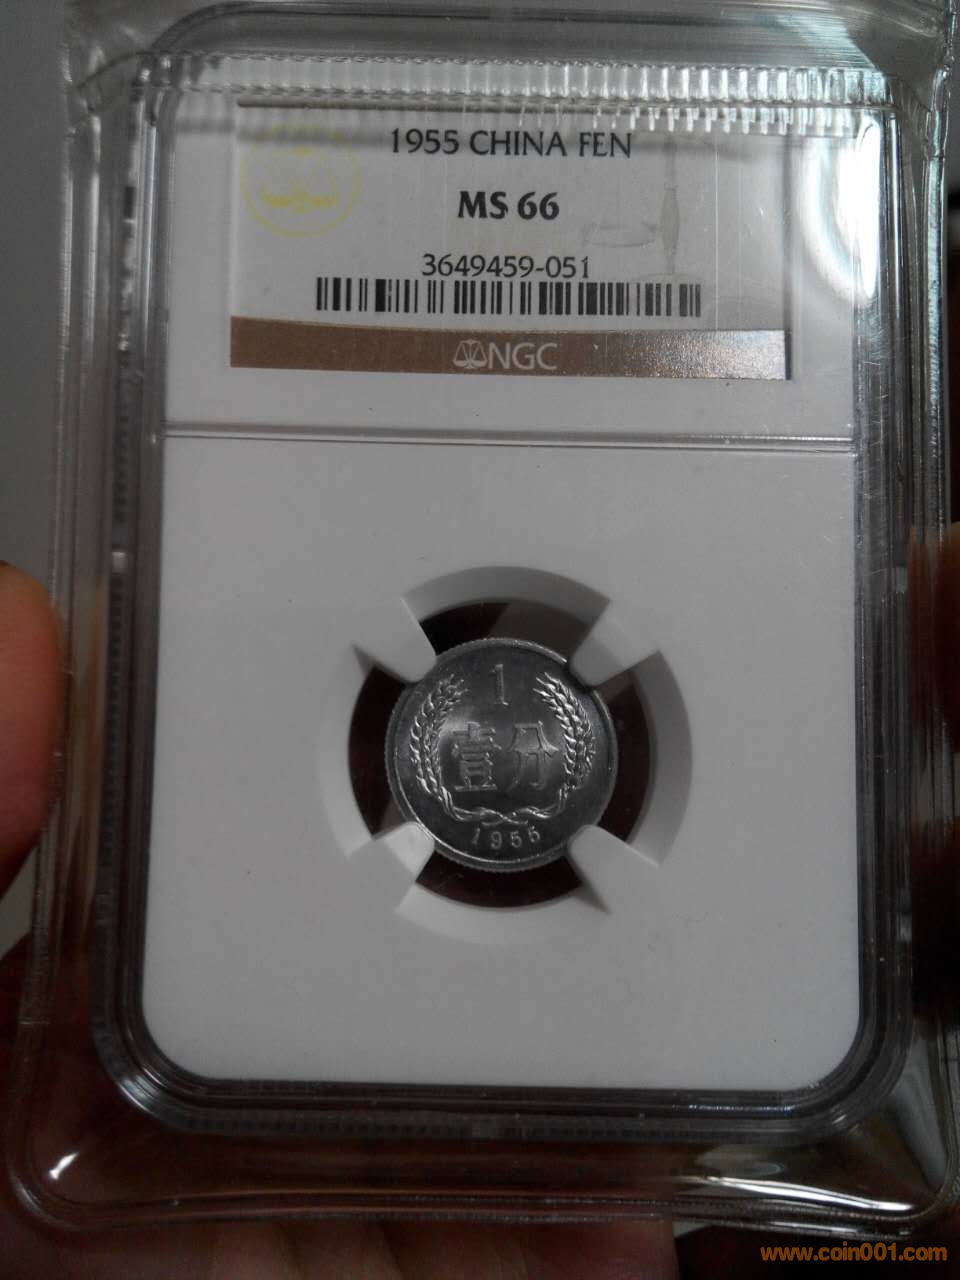 1955 CHINA FEN
MS 66
3649459-051
NGC
1
壹分
1955
www.coin001.com